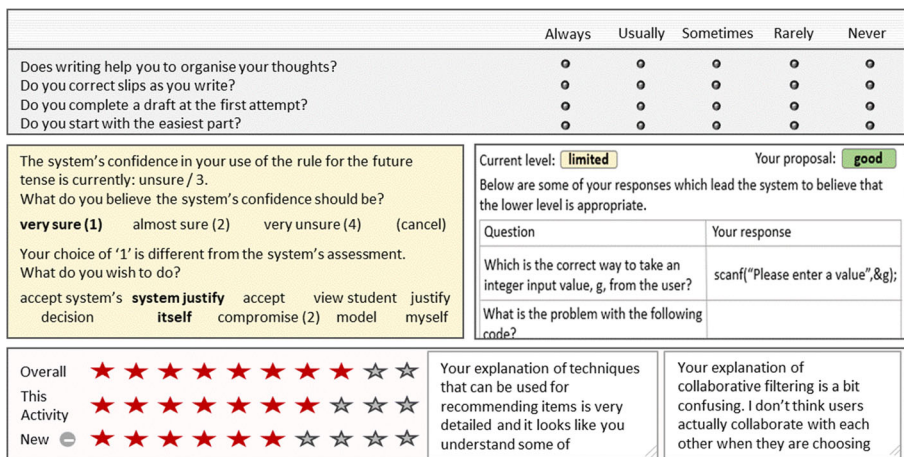 Always Usually Sometimes Rarely Never
Does writing help you to organise your thoughts?
Do you correct slips as you write?
Do you complete a draft at the first attempt?
Do you start with the easiest part?
The system's confidence in your use of the rule for the future
tense is currently: unsure / 3.
What do you believe the system's confidence should be?
very sure (1) almost sure (2) very unsure (4) (cancel)
Your choice of '1' is different from the system's assessment.
What do you wish to do?
accept system's system justify accept view student justify
decision itself compromise (2) model myself
Current level: limited Your proposal: good
Below are some of your responses which lead the system to believe that
the lower level is appropriate.
Question Your response
Which is the correct way to take an
integer input value, g, from the user?
scanf("Please enter a value",&g);
What is the problem with the following
code?
Overall
This
Activity
New
Your explanation of techniques
that can be used for
recommending items is very
detailed and it looks like you
understand some of
Your explanation of
collaborative filtering is a bit
confusing. I don't think users
actually collaborate with each
other when they are choosing